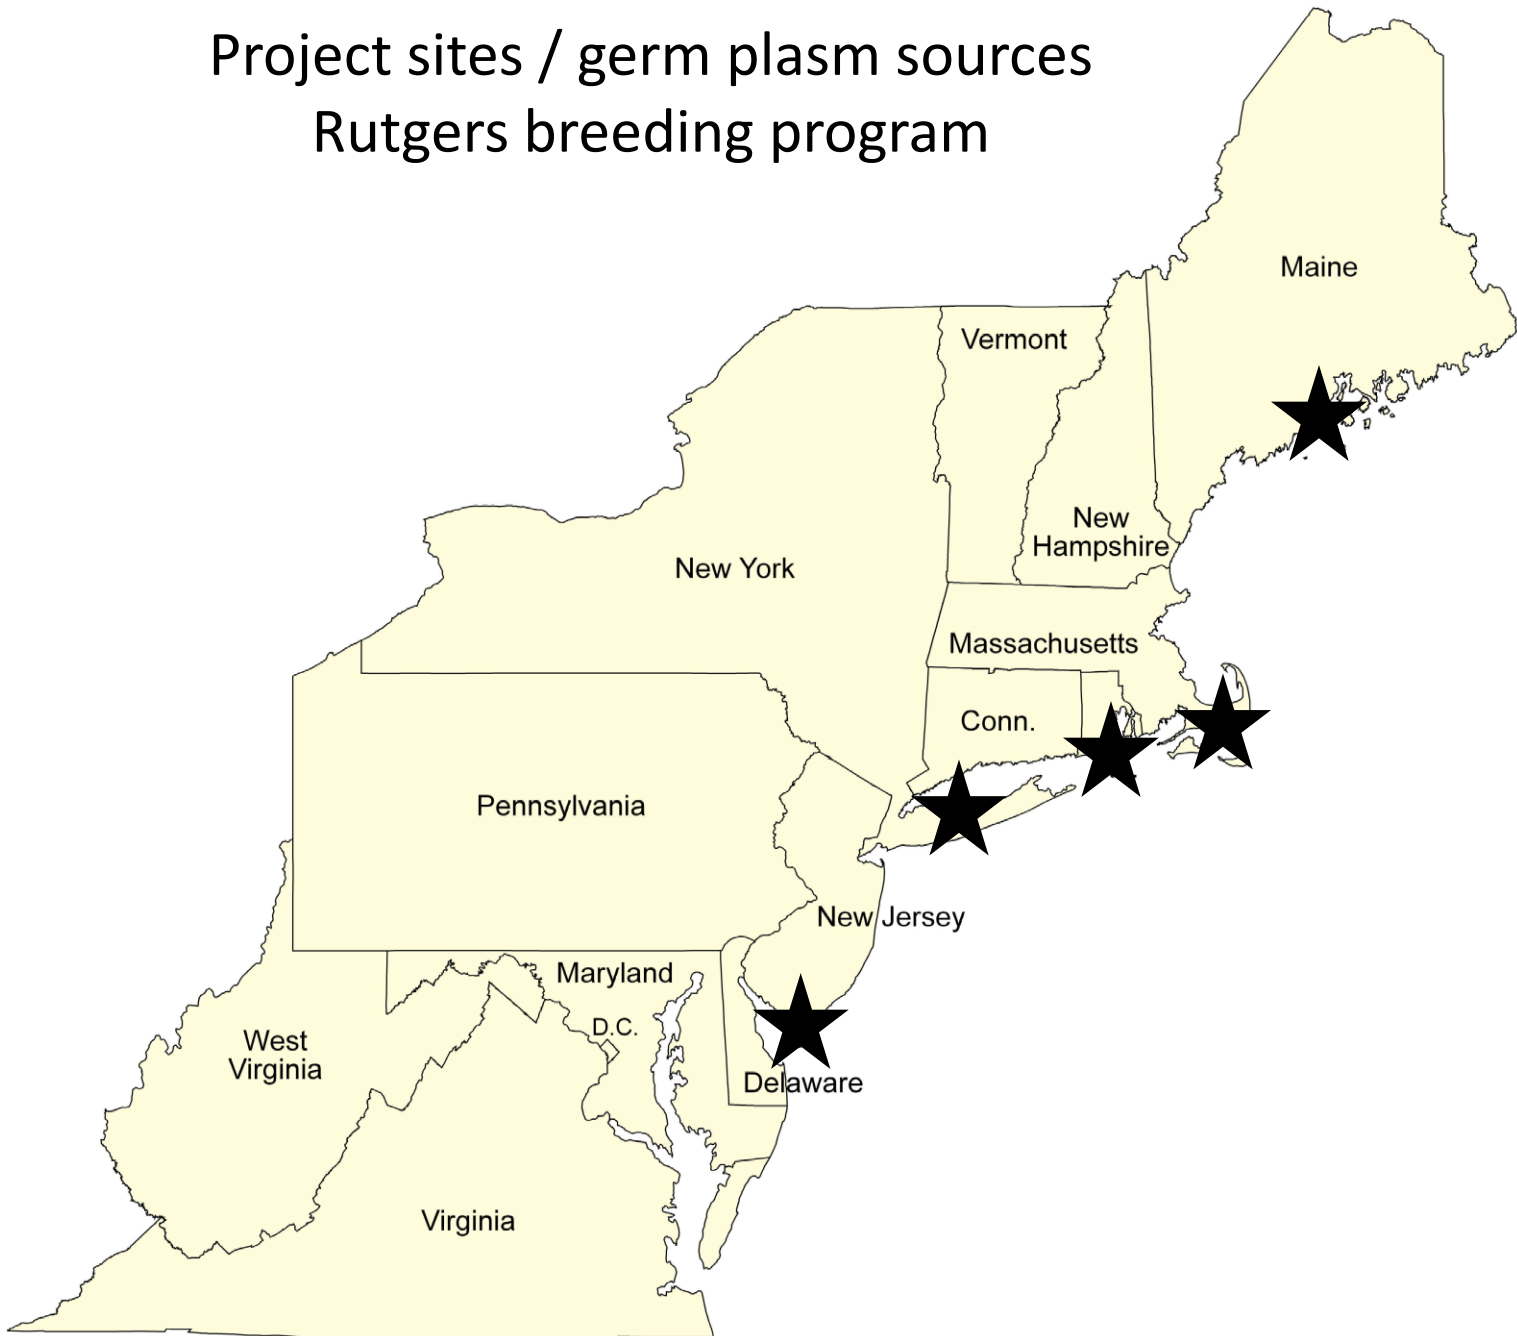 Project sites / germ plasm sources
Rutgers breeding program
Maine
Vermont
New
Hampshire
New York
Massachusetts
Conn.
Pennsylvania
New Jersey
Maryland
D.C.
West
Virginia
Delaware
Virginia